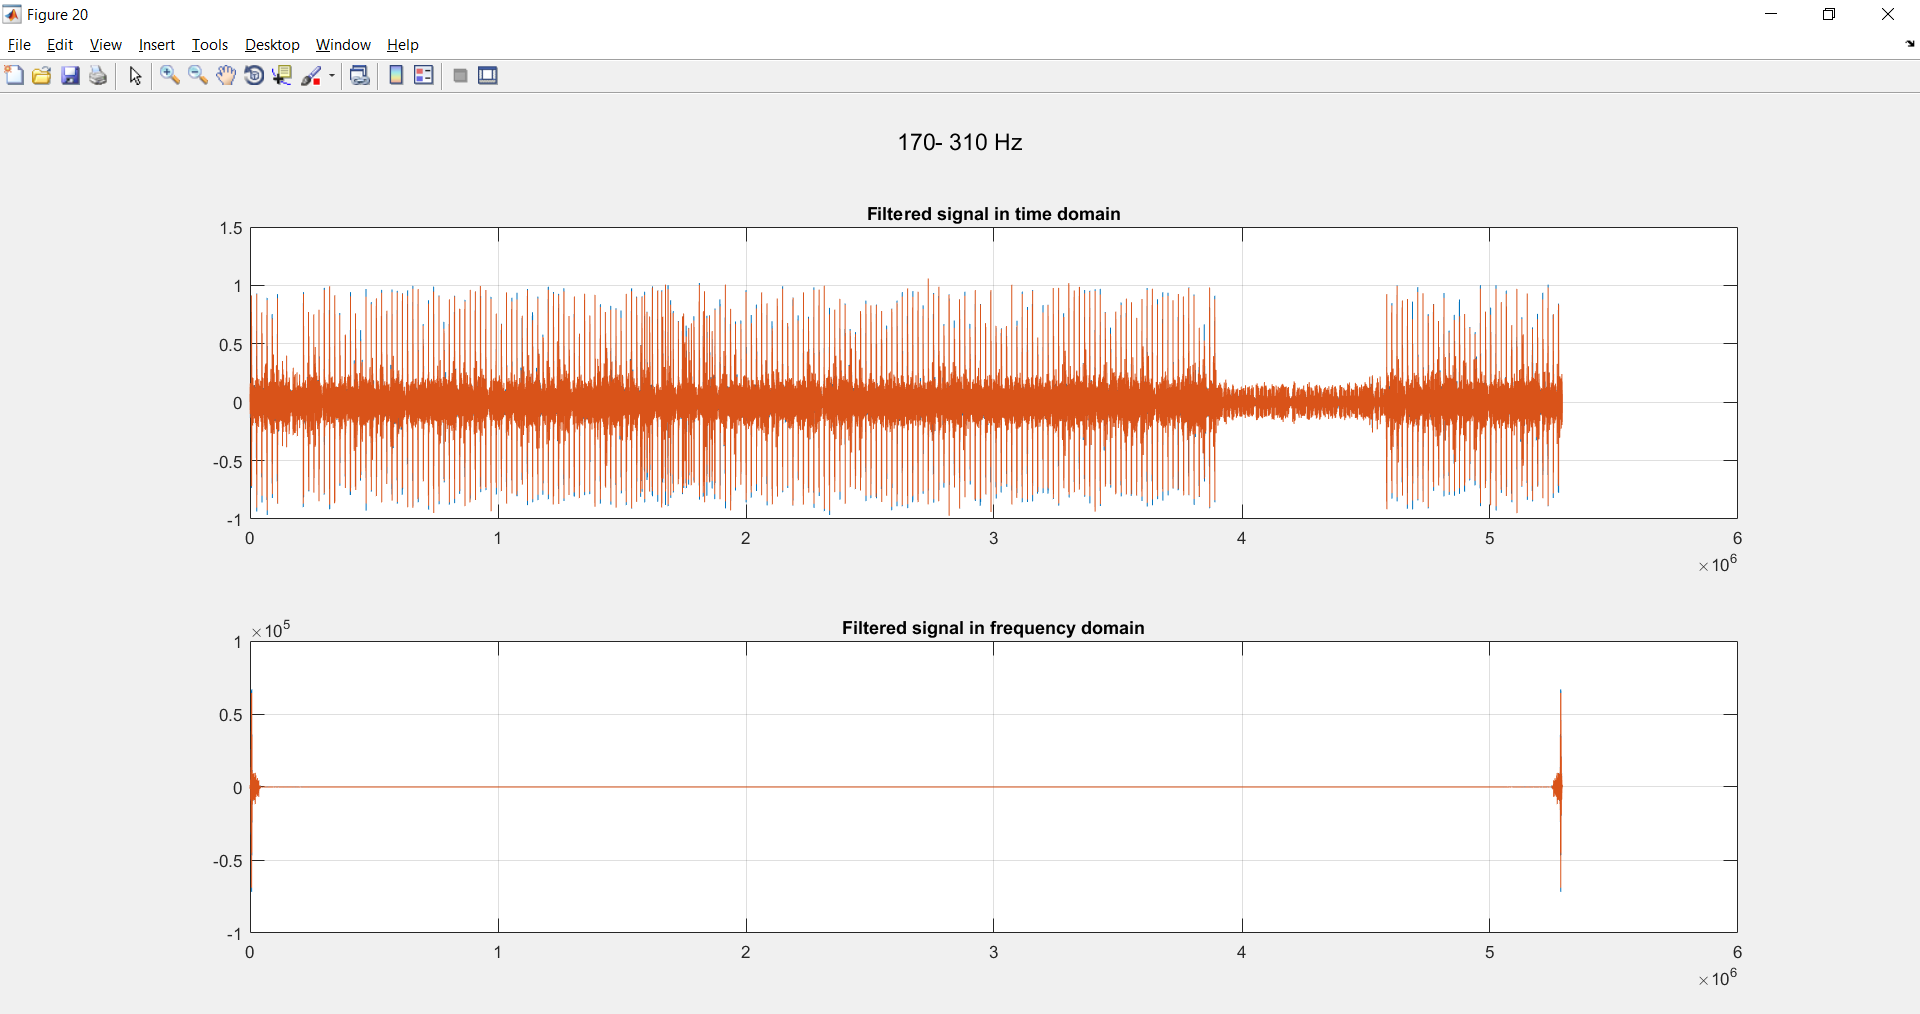 Figure 20
File Edit View Insert Tools Desktop Window Help
170- 310 Hz
Filtered signal in time domain
1.5
1
0.5
0
-0.5
-1
0 1 2 3 4 5 6
×10^6
Filtered signal in frequency domain
×10^5
1
0.5
0
-0.5
-1
0 1 2 3 4 5 6
×10^6